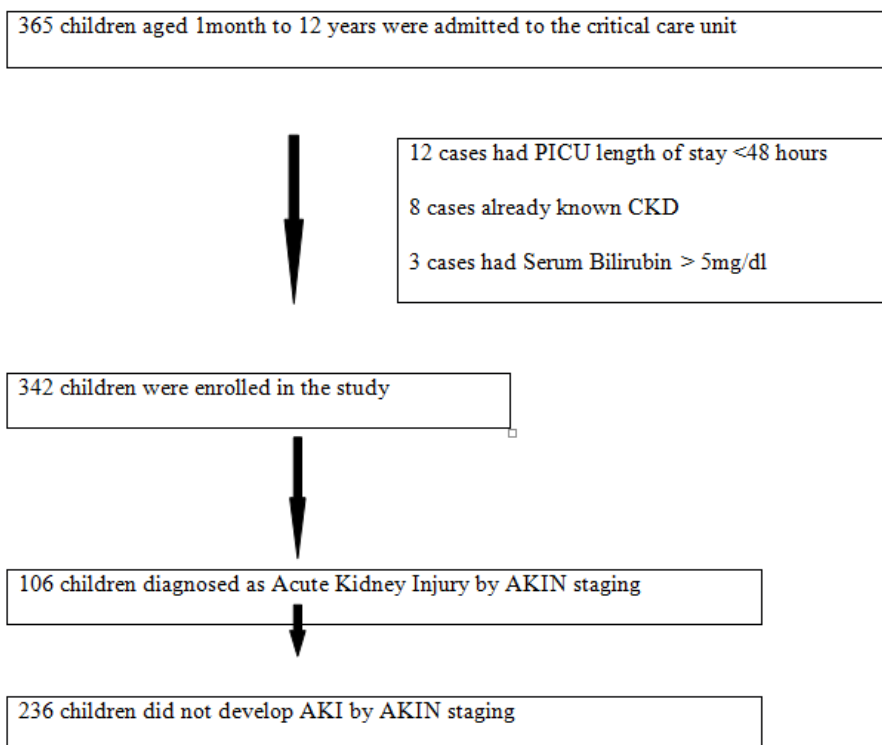 365 children aged 1month to 12 years were admitted to the critical care unit
12 cases had PICU length of stay <48 hours
8 cases already known CKD
3 cases had Serum Bilirubin > 5mg/dl
342 children were enrolled in the study
106 children diagnosed as Acute Kidney Injury by AKIN staging
236 children did not develop AKI by AKIN staging